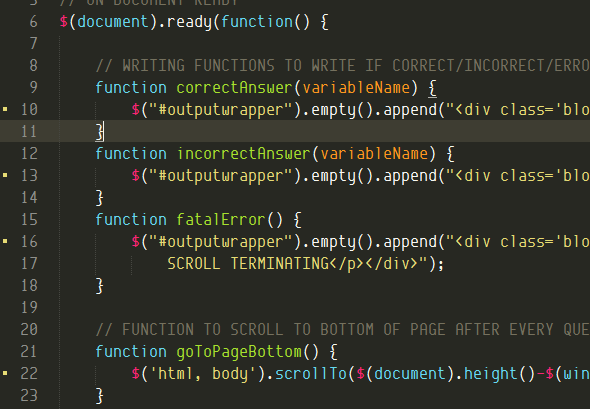 5 // ON DOCUMENT READY
6 $(document).ready(function() {
7
8 // WRITING FUNCTIONS TO WRITE IF CORRECT/INCORRECT/ERRO
9 function correctAnswer(variableName) {
10 $("#outputwrapper").empty().append("<div class='blo
11 }
12 function incorrectAnswer(variableName) {
13 $("#outputwrapper").empty().append("<div class='blo
14 }
15 function fatalError() {
16 $("#outputwrapper").empty().append("<div class='blo
17 SCROLL TERMINATING</p></div>");
18 }
19
20 // FUNCTION TO SCROLL TO BOTTOM OF PAGE AFTER EVERY QUE
21 function goToPageBottom() {
22 $('html, body').scrollTo($(document).height()-$(win
23 }